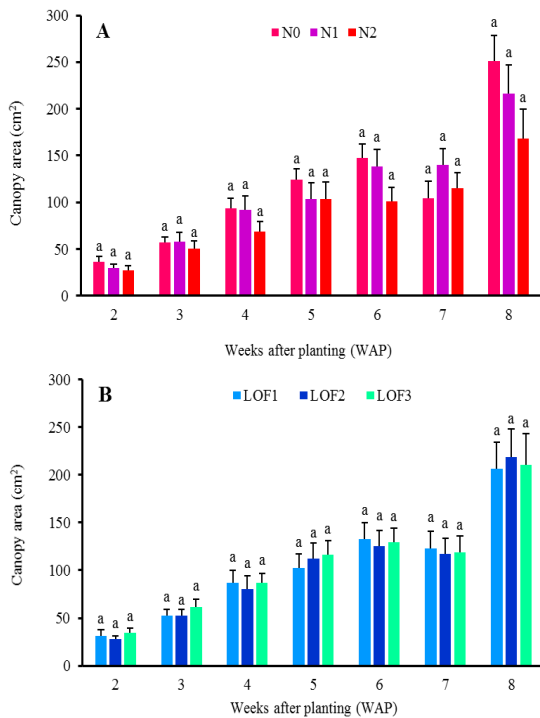 A
N0 N1 N2
Canopy area (cm²)
300
250
200
150
100
50
0
a a a a a a a a a a a a a a a a a a a a a
2 3 4 5 6 7 8
Weeks after planting (WAP)
B
LOF1 LOF2 LOF3
Canopy area (cm²)
300
250
200
150
100
50
0
a a a a a a a a a a a a a a a a a a a a a
2 3 4 5 6 7 8
Weeks after planting (WAP)